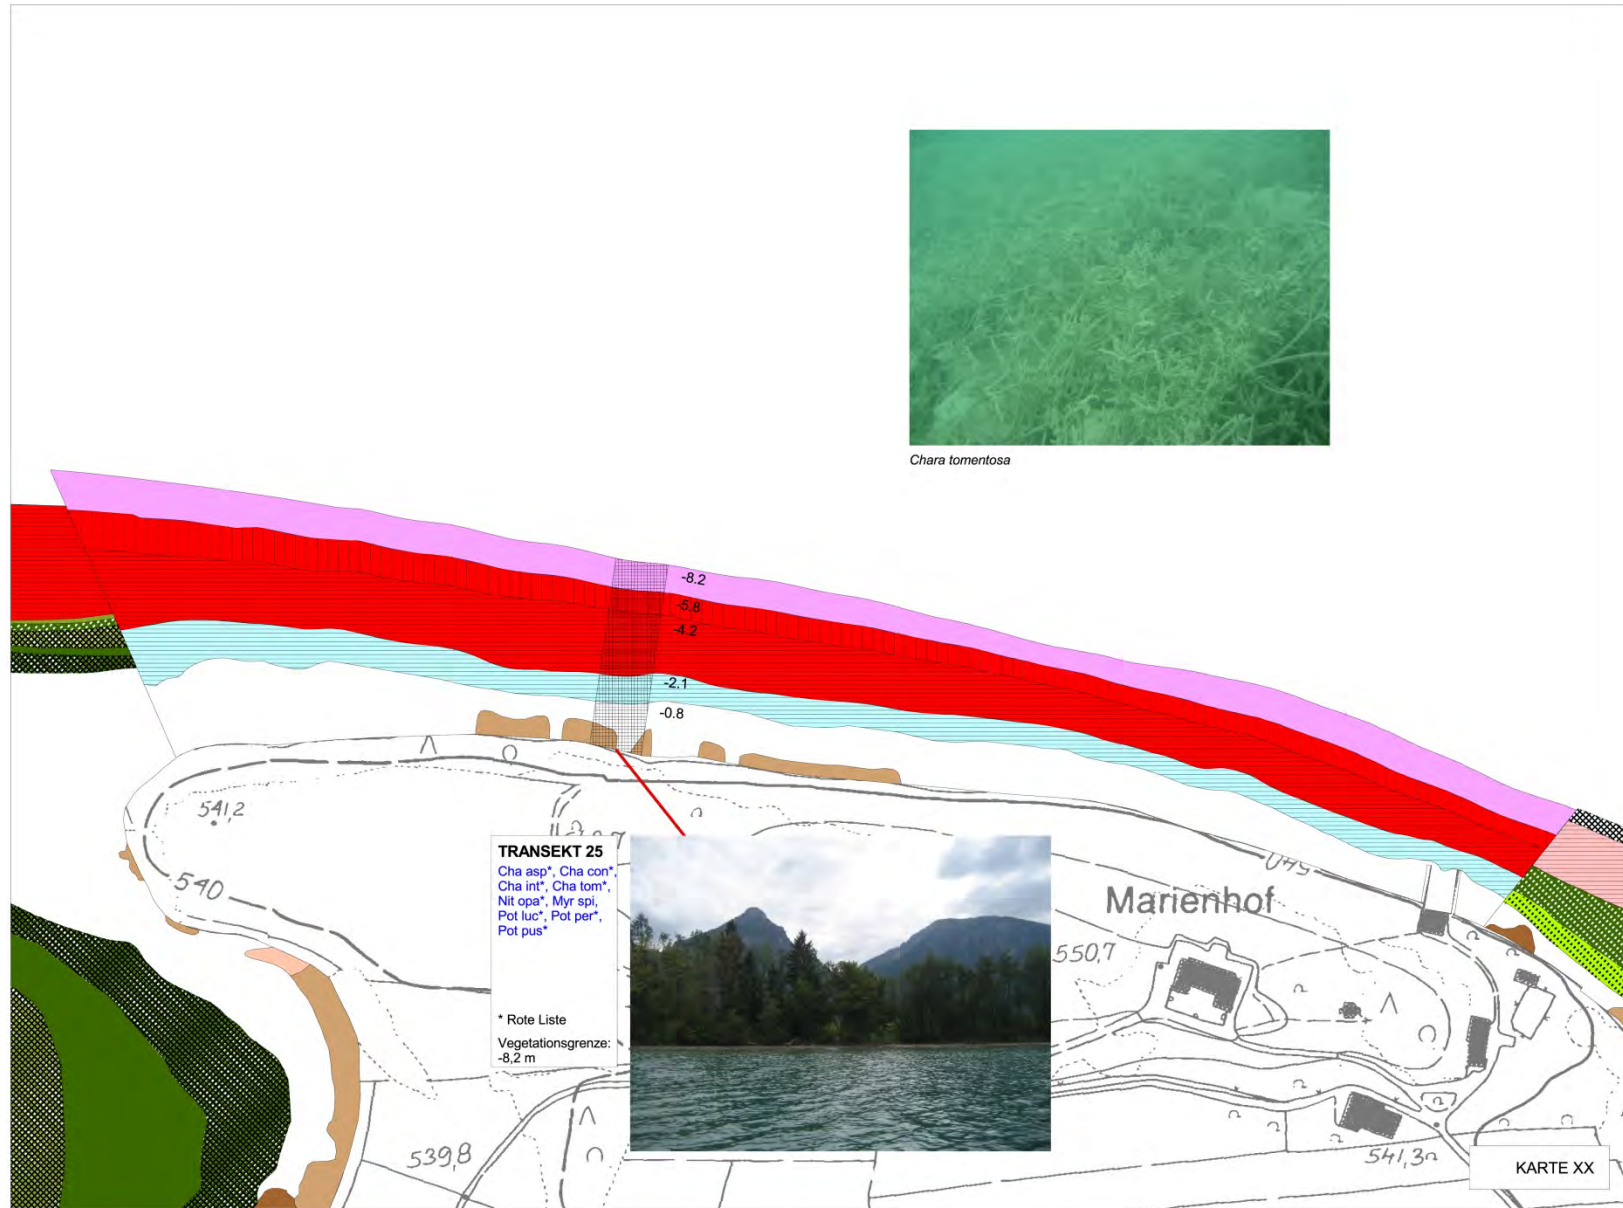 Chara tomentosa
-8.2
-5.8
-4.2
-2.1
-0.8
541,2
540
540
TRANSEKT 25
Cha asp*, Cha con*,
Cha int*, Cha tom*,
Nit opa*, Myr spi,
Pot luc*, Pot per*,
Pot pus*
* Rote Liste
Vegetationsgrenze:
-8,2 m
Marienhof
550,7
539,8
541,3
KARTE XX